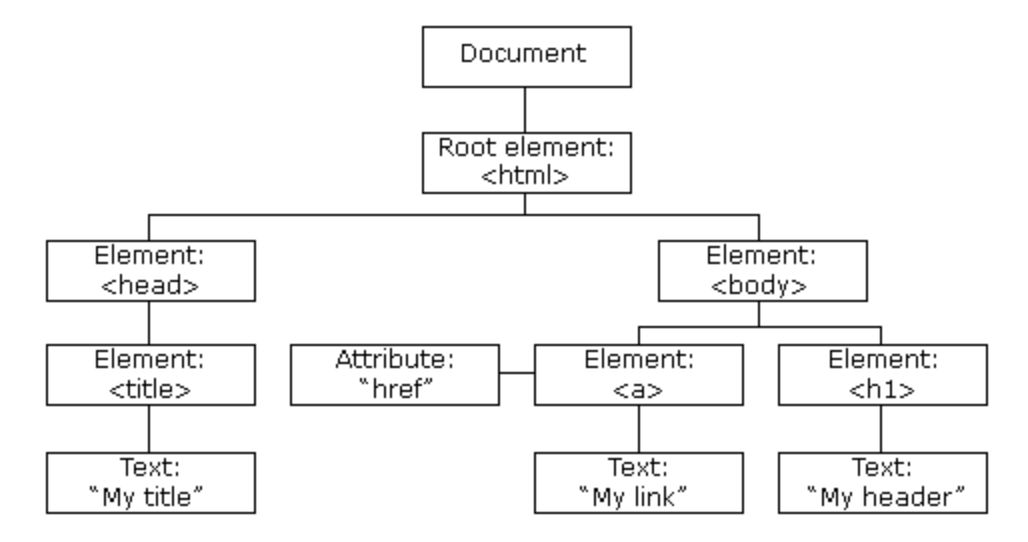 Document
Root element:
<html>
Element:
<head>
Element:
<body>
Element:
<title>
Attribute:
“href”
Element:
<a>
Element:
<h1>
Text:
“My title”
Text:
“My link”
Text:
“My header”